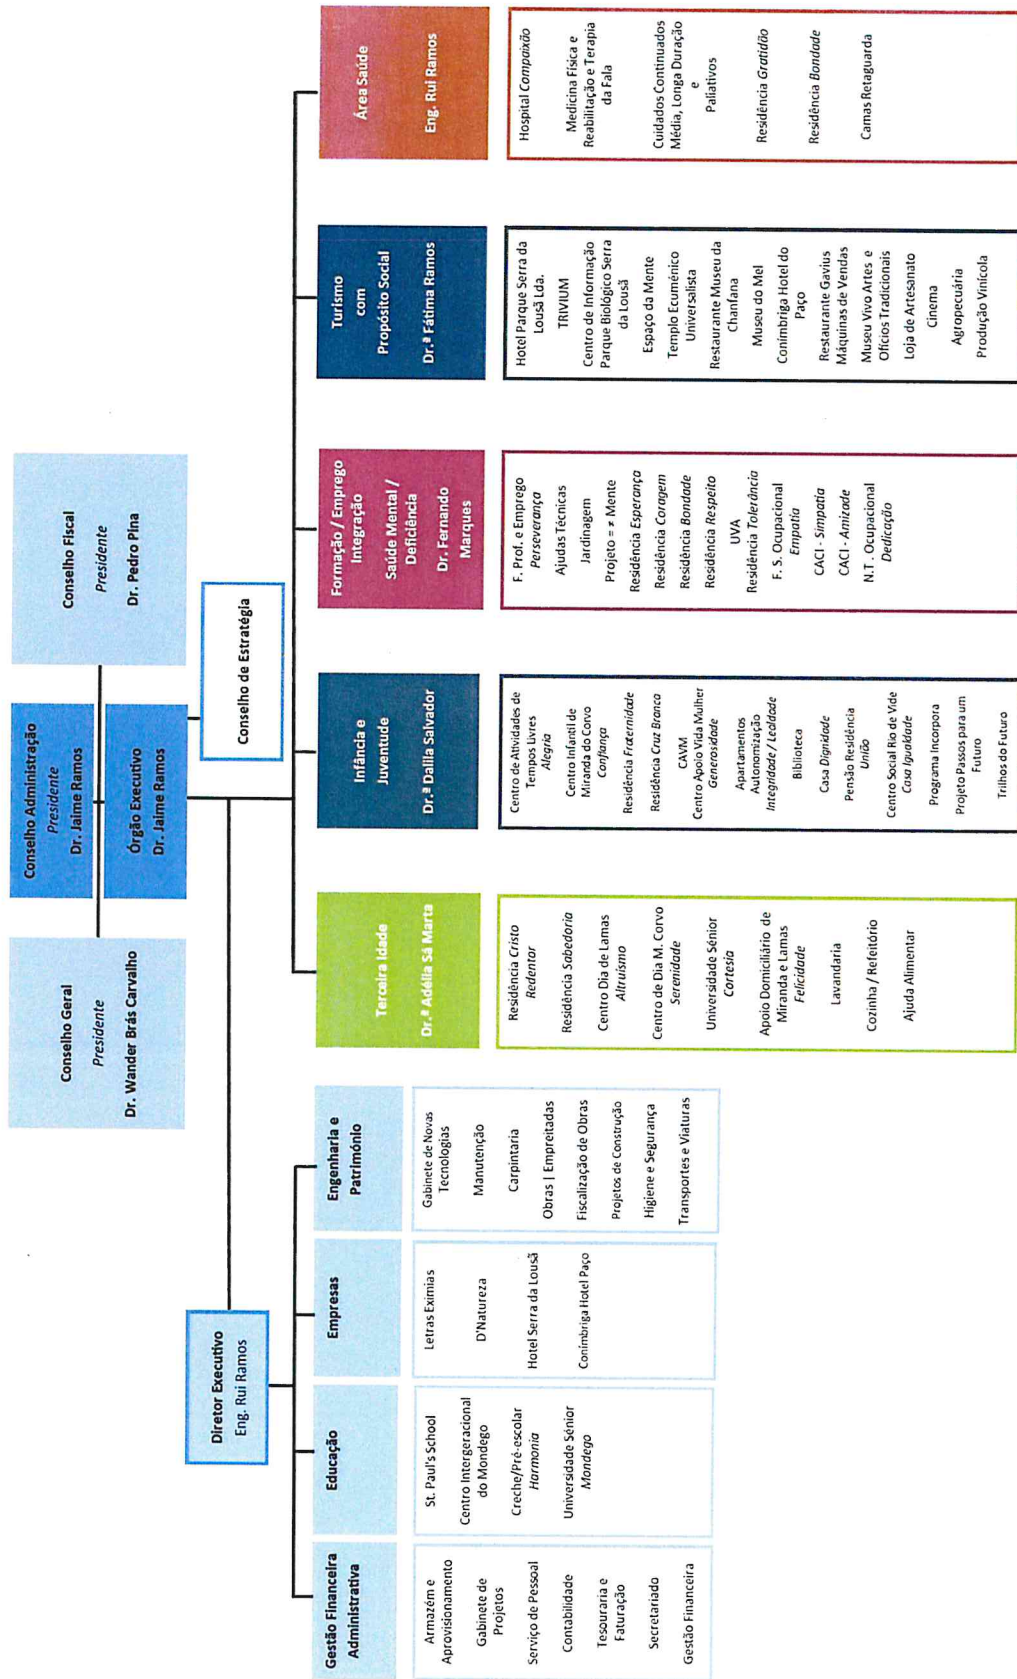 Conselho Geral
Presidente
Dr. Wander Brás Carvalho
Conselho Administração
Presidente
Dr. Jaime Ramos
Órgão Executivo
Dr. Jaime Ramos
Conselho Fiscal
Presidente
Dr. Pedro Pina
Conselho de Estratégia
Diretor Executivo
Eng. Rui Ramos
Gestão Financeira
Administrativa
Armazém e
Aprovisionamento
Gabinete de
Projetos
Serviço de Pessoal
Contabilidade
Tesouraria e
Faturação
Secretariado
Gestão Financeira
Educação
St. Paul's School
Centro Intergeracional
do Mondego
Creche/Pré-escolar
Harmonia
Universidade Sénior
Mondego
Empresas
Letras Exímias
D'Natureza
Hotel Serra da Lousã
Conimbriga Hotel Paço
Engenharia e
Património
Gabinete de Novas
Tecnologias
Manutenção
Carpintaria
Obras | Empreitadas
Fiscalização de Obras
Projetos de Construção
Higiene e Segurança
Transportes e Viaturas
Terceira Idade
Dr.ª Adélia Sá Marta
Residência Cristo
Redentor
Residência Sabedoria
Centro Dia de Lamas
Altruísmo
Centro de Dia M. Corvo
Serenidade
Universidade Sénior
Cortesia
Apoio Domiciliário de
Miranda e Lamas
Felicidade
Lavandaria
Cozinha / Refeitório
Ajuda Alimentar
Infância e
Juventude
Dr.ª Dalila Salvador
Centro de Atividades de
Tempos Livres
Alegria
Centro Infantil de
Miranda do Corvo
Confiança
Residência Fraternidade
Residência Cruz Branca
CAVM
Centro Apoio Vida Mulher
Generosidade
Apartamentos
Autonomização
Integridade / Lealdade
Biblioteca
Casa Dignidade
Pensão Residência
União
Centro Social Rio de Vide
Casa Igualdade
Programa Incorpora
Projeto Passos para um
Futuro
Trilhos do Futuro
Formação / Emprego
Integração
Saúde Mental /
Deficiência
Dr. Fernando
Marques
F. Prof. e Emprego
Perseverança
Ajudas Técnicas
Jardinagem
Projeto = ≠ Mente
Residência Esperança
Residência Coragem
Residência Bondade
Residência Respeito
UVA
Residência Tolerância
F. S. Ocupacional
Empatia
CACI - Simpatia
CACI - Amizade
N.T . Ocupacional
Dedicação
Turismo
com
Propósito Social
Dr.ª Fátima Ramos
Hotel Parque Serra da
Lousã Lda.
TRIVIUM
Centro de Informação
Parque Biológico Serra
da Lousã
Espaço da Mente
Templo Ecuménico
Universalista
Restaurante Museu da
Chanfana
Museu do Mel
Conimbriga Hotel do
Paço
Restaurante Gavius
Máquinas de Vendas
Museu Vivo Artes e
Ofícios Tradicionais
Loja de Artesanato
Cinema
Agropecuária
Produção Vinícola
Área Saúde
Eng. Rui Ramos
Hospital Compaixão
Medicina Física e
Reabilitação e Terapia
da Fala
Cuidados Continuados
Média, Longa Duração
e
Paliativos
Residência Gratidão
Residência Bondade
Camas Retaguarda